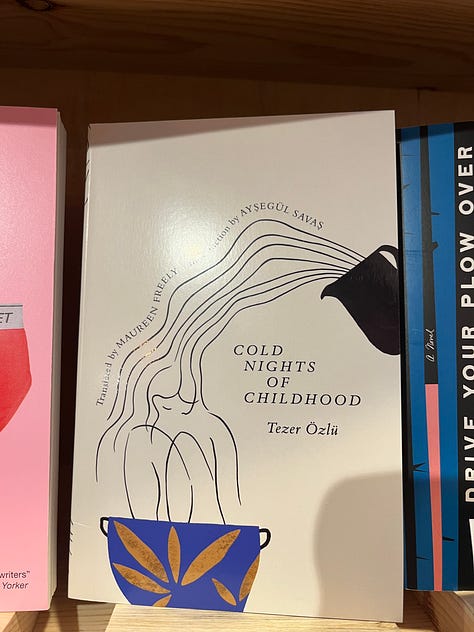 ET
writers"
Yorker
Translated by MAUREEN FREELY
by AYŞEGÜL SAVAŞ
COLD
NIGHTS
OF
CHILDHOOD
Tezer Özlü
a Novel
DRIVE YOUR PLOW OVER